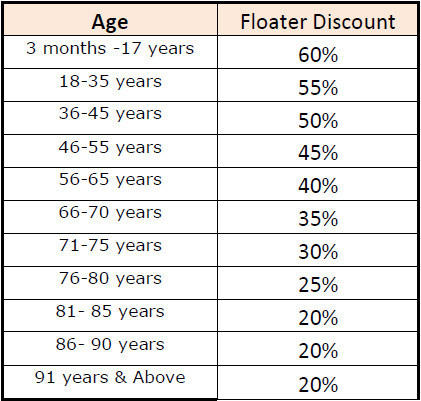 Age Floater Discount
3 months -17 years 60%
18-35 years 55%
36-45 years 50%
46-55 years 45%
56-65 years 40%
66-70 years 35%
71-75 years 30%
76-80 years 25%
81- 85 years 20%
86- 90 years 20%
91 years & Above 20%